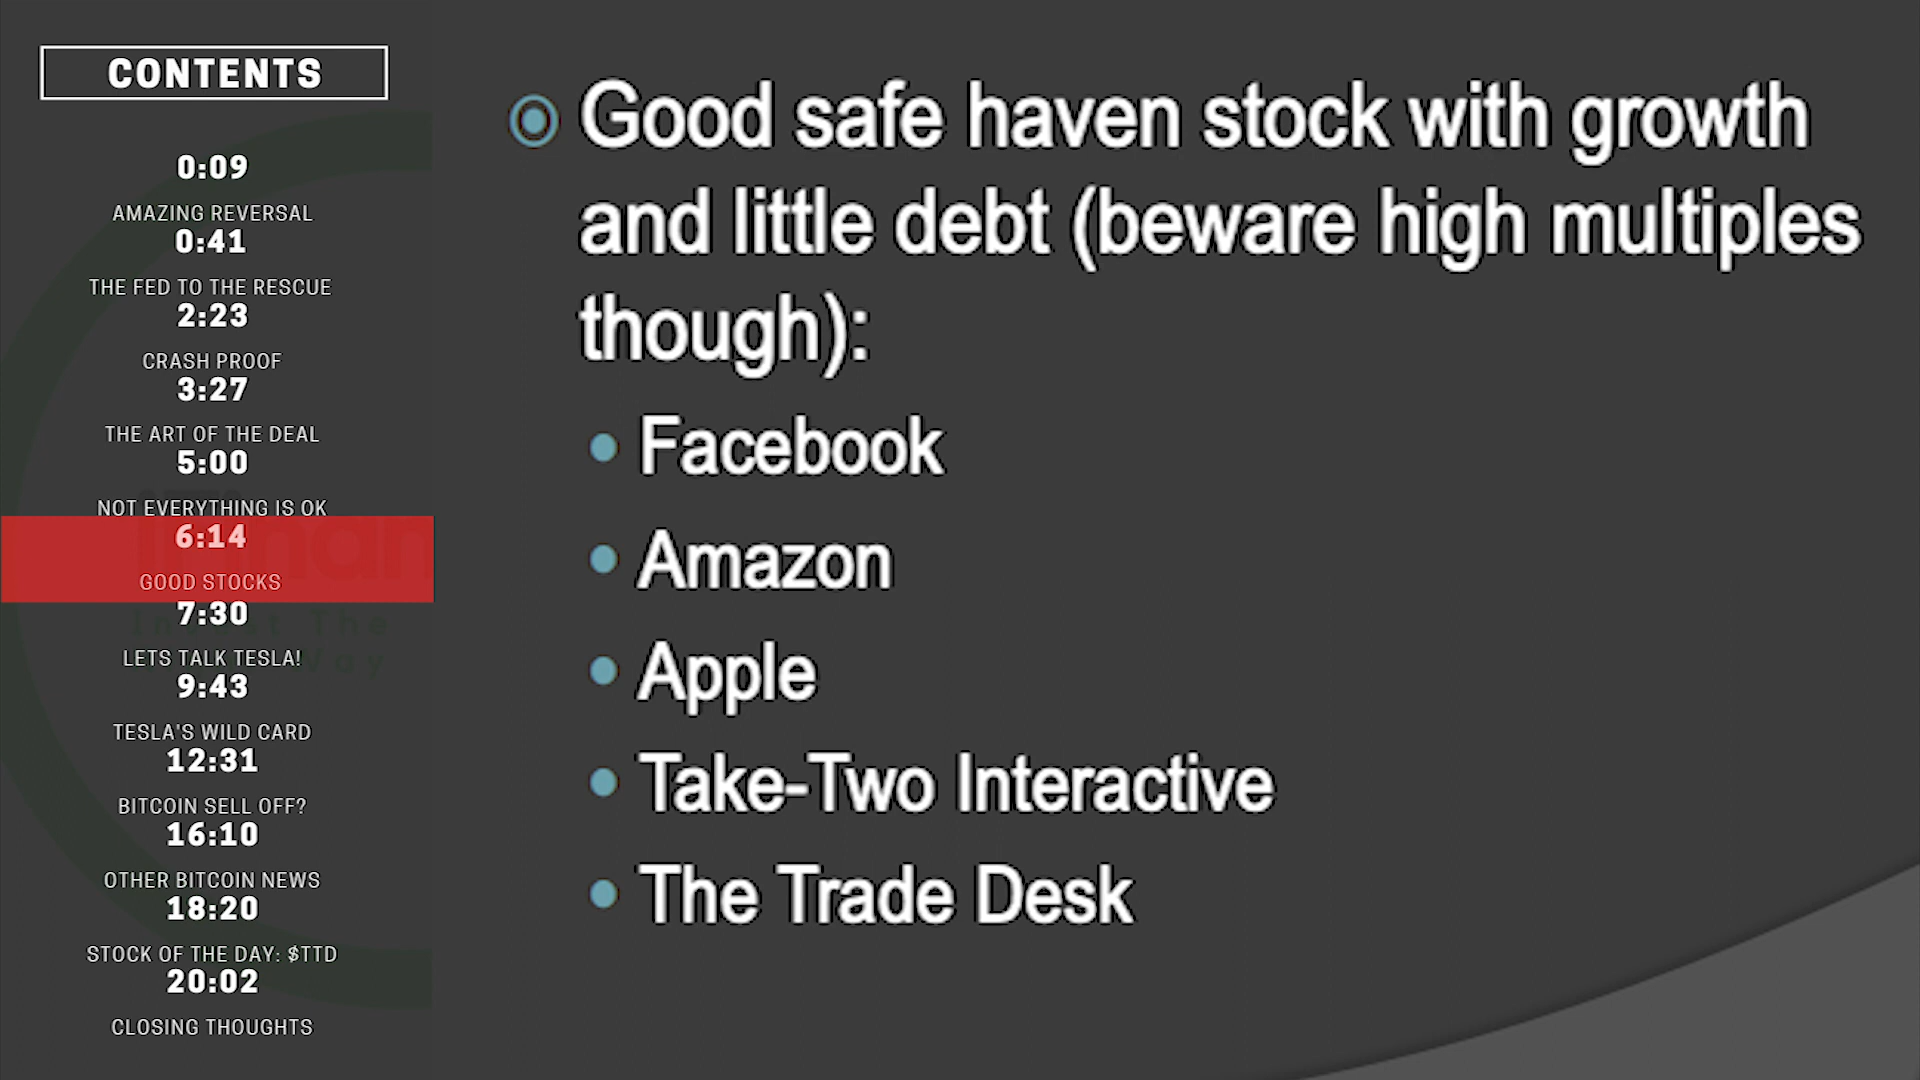 CONTENTS
0:09
AMAZING REVERSAL
0:41
THE FED TO THE RESCUE
2:23
CRASH PROOF
3:27
THE ART OF THE DEAL
5:00
NOT EVERYTHING IS OK
6:14
GOOD STOCKS
7:30
LETS TALK TESLA!
9:43
TESLA'S WILD CARD
12:31
BITCOIN SELL OFF?
16:10
OTHER BITCOIN NEWS
18:20
STOCK OF THE DAY: $TTD
20:02
CLOSING THOUGHTS
Good safe haven stock with growth
and little debt (beware high multiples
though):
Facebook
Amazon
Apple
Take-Two Interactive
The Trade Desk